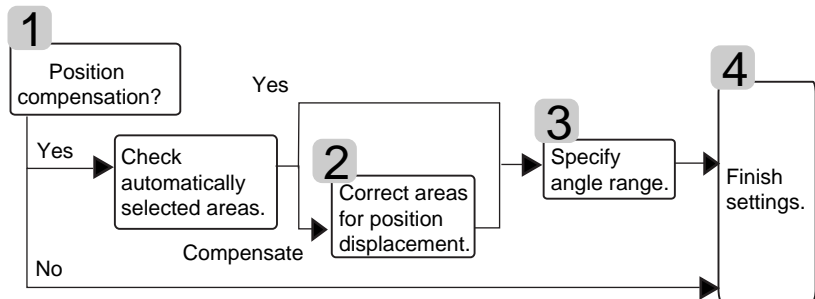 1
Position
compensation?
Yes
Check
automatically
selected areas.
Yes
2
Correct areas
for position
displacement.
Compensate
3
Specify
angle range.
4
Finish
settings.
No